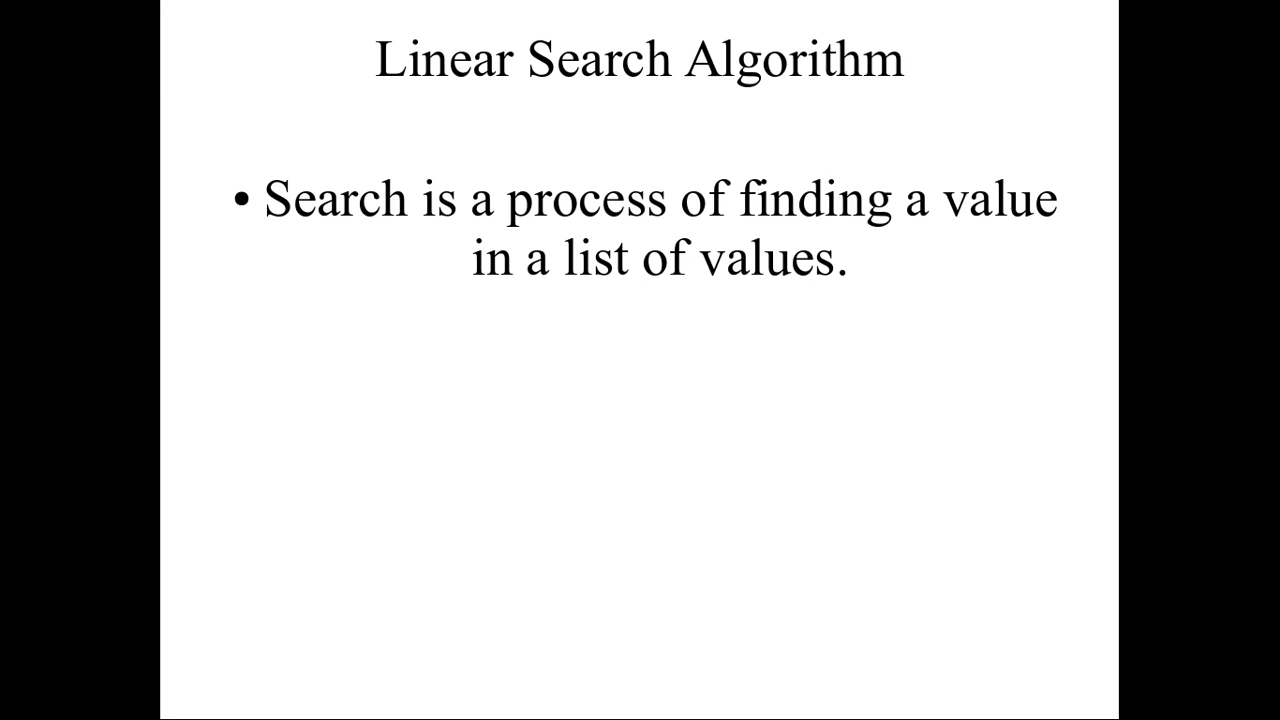 Linear Search Algorithm
• Search is a process of finding a value
in a list of values.